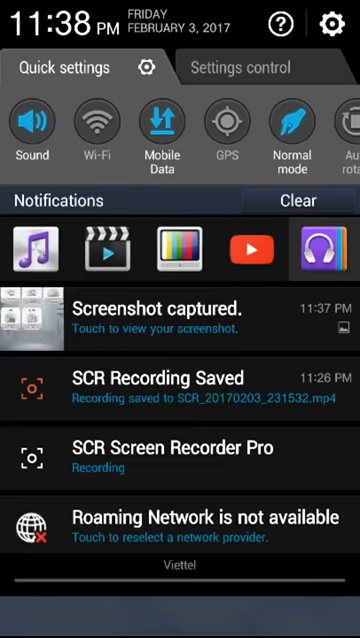 11:38 PM
FRIDAY
FEBRUARY 3, 2017
Quick settings
Settings control
Sound
Wi-Fi
Mobile
Data
GPS
Normal
mode
Au
rota
Notifications
Clear
Screenshot captured.
11:37 PM
Touch to view your screenshot.
SCR Recording Saved
11:26 PM
Recording saved to SCR_20170203_231532.mp4
SCR Screen Recorder Pro
Recording
Roaming Network is not available
Touch to reselect a network provider.
Viettel